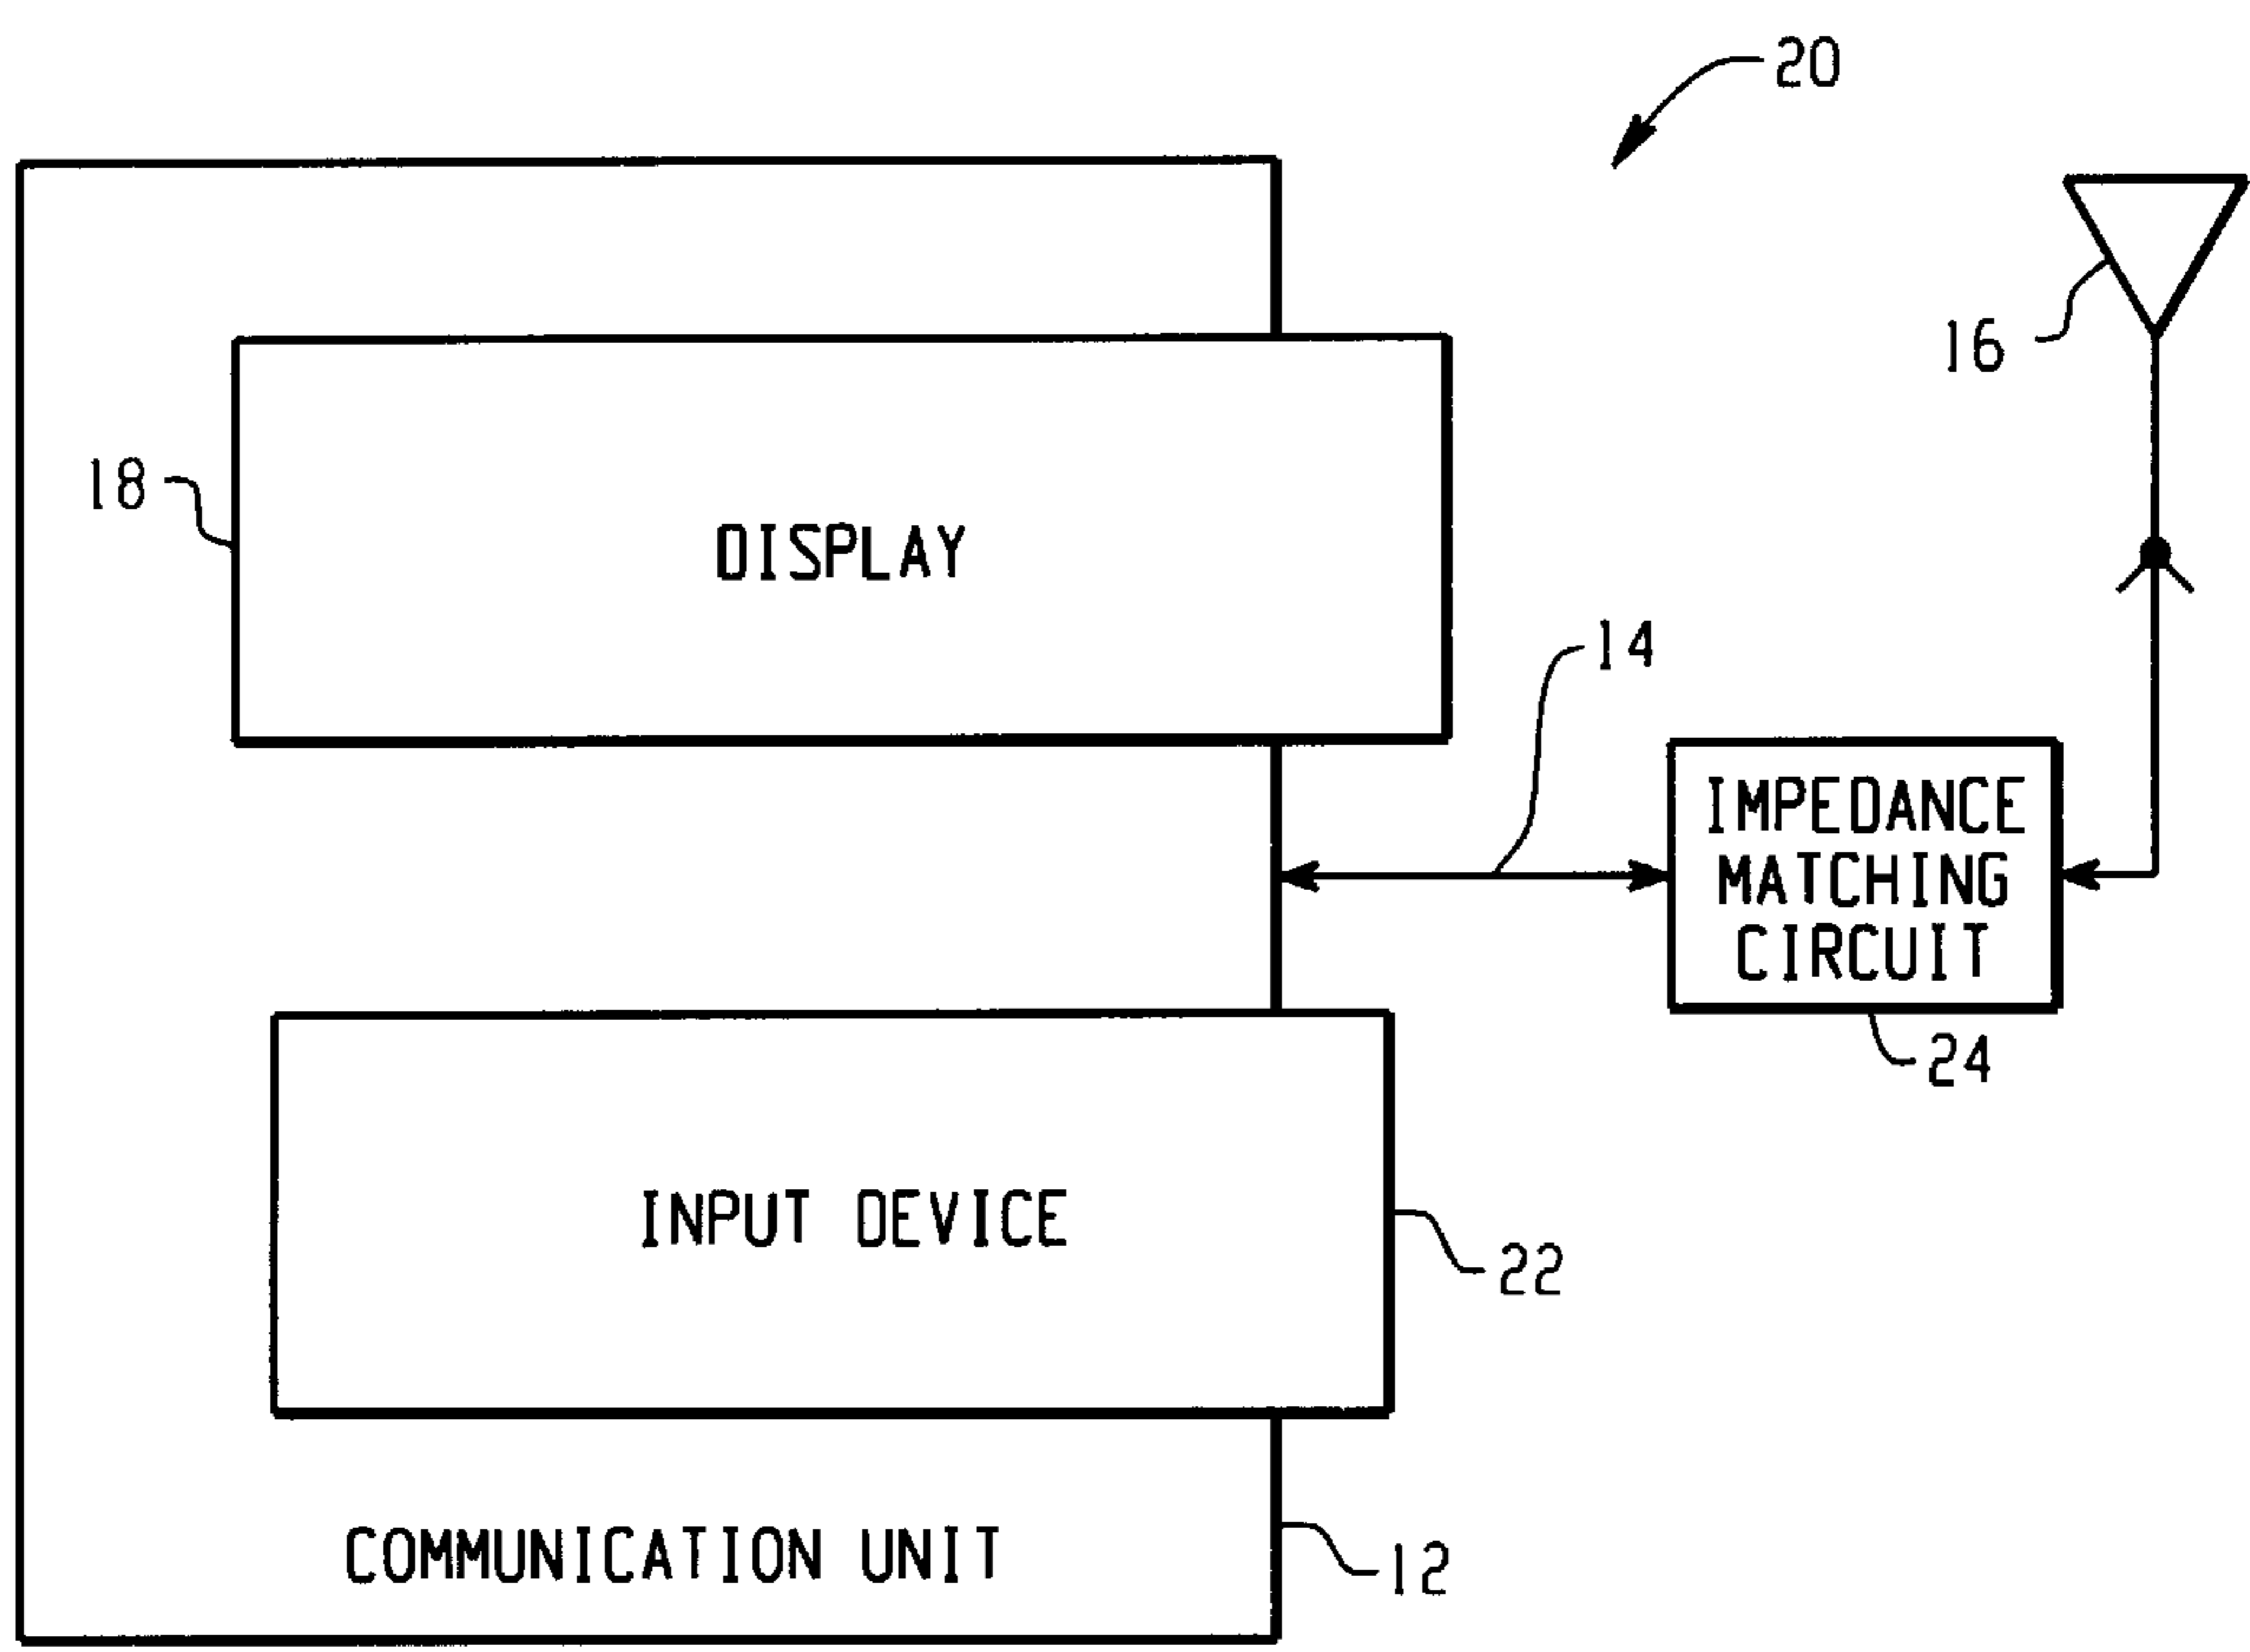 20
16
18
DISPLAY
14
IMPEDANCE
MATCHING
CIRCUIT
24
INPUT DEVICE
22
COMMUNICATION UNIT
12